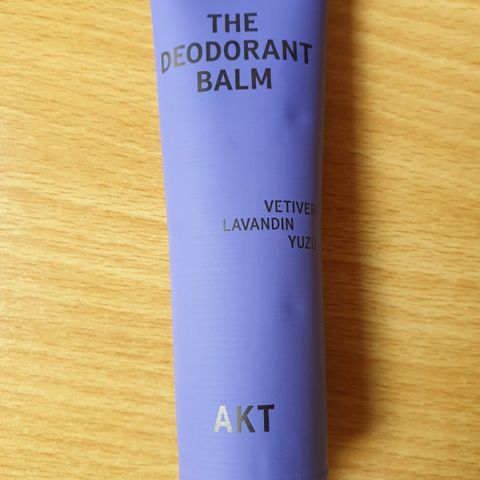 THE
DEODORANT
BALM
VETIVER
LAVANDIN
YUZU
AKT